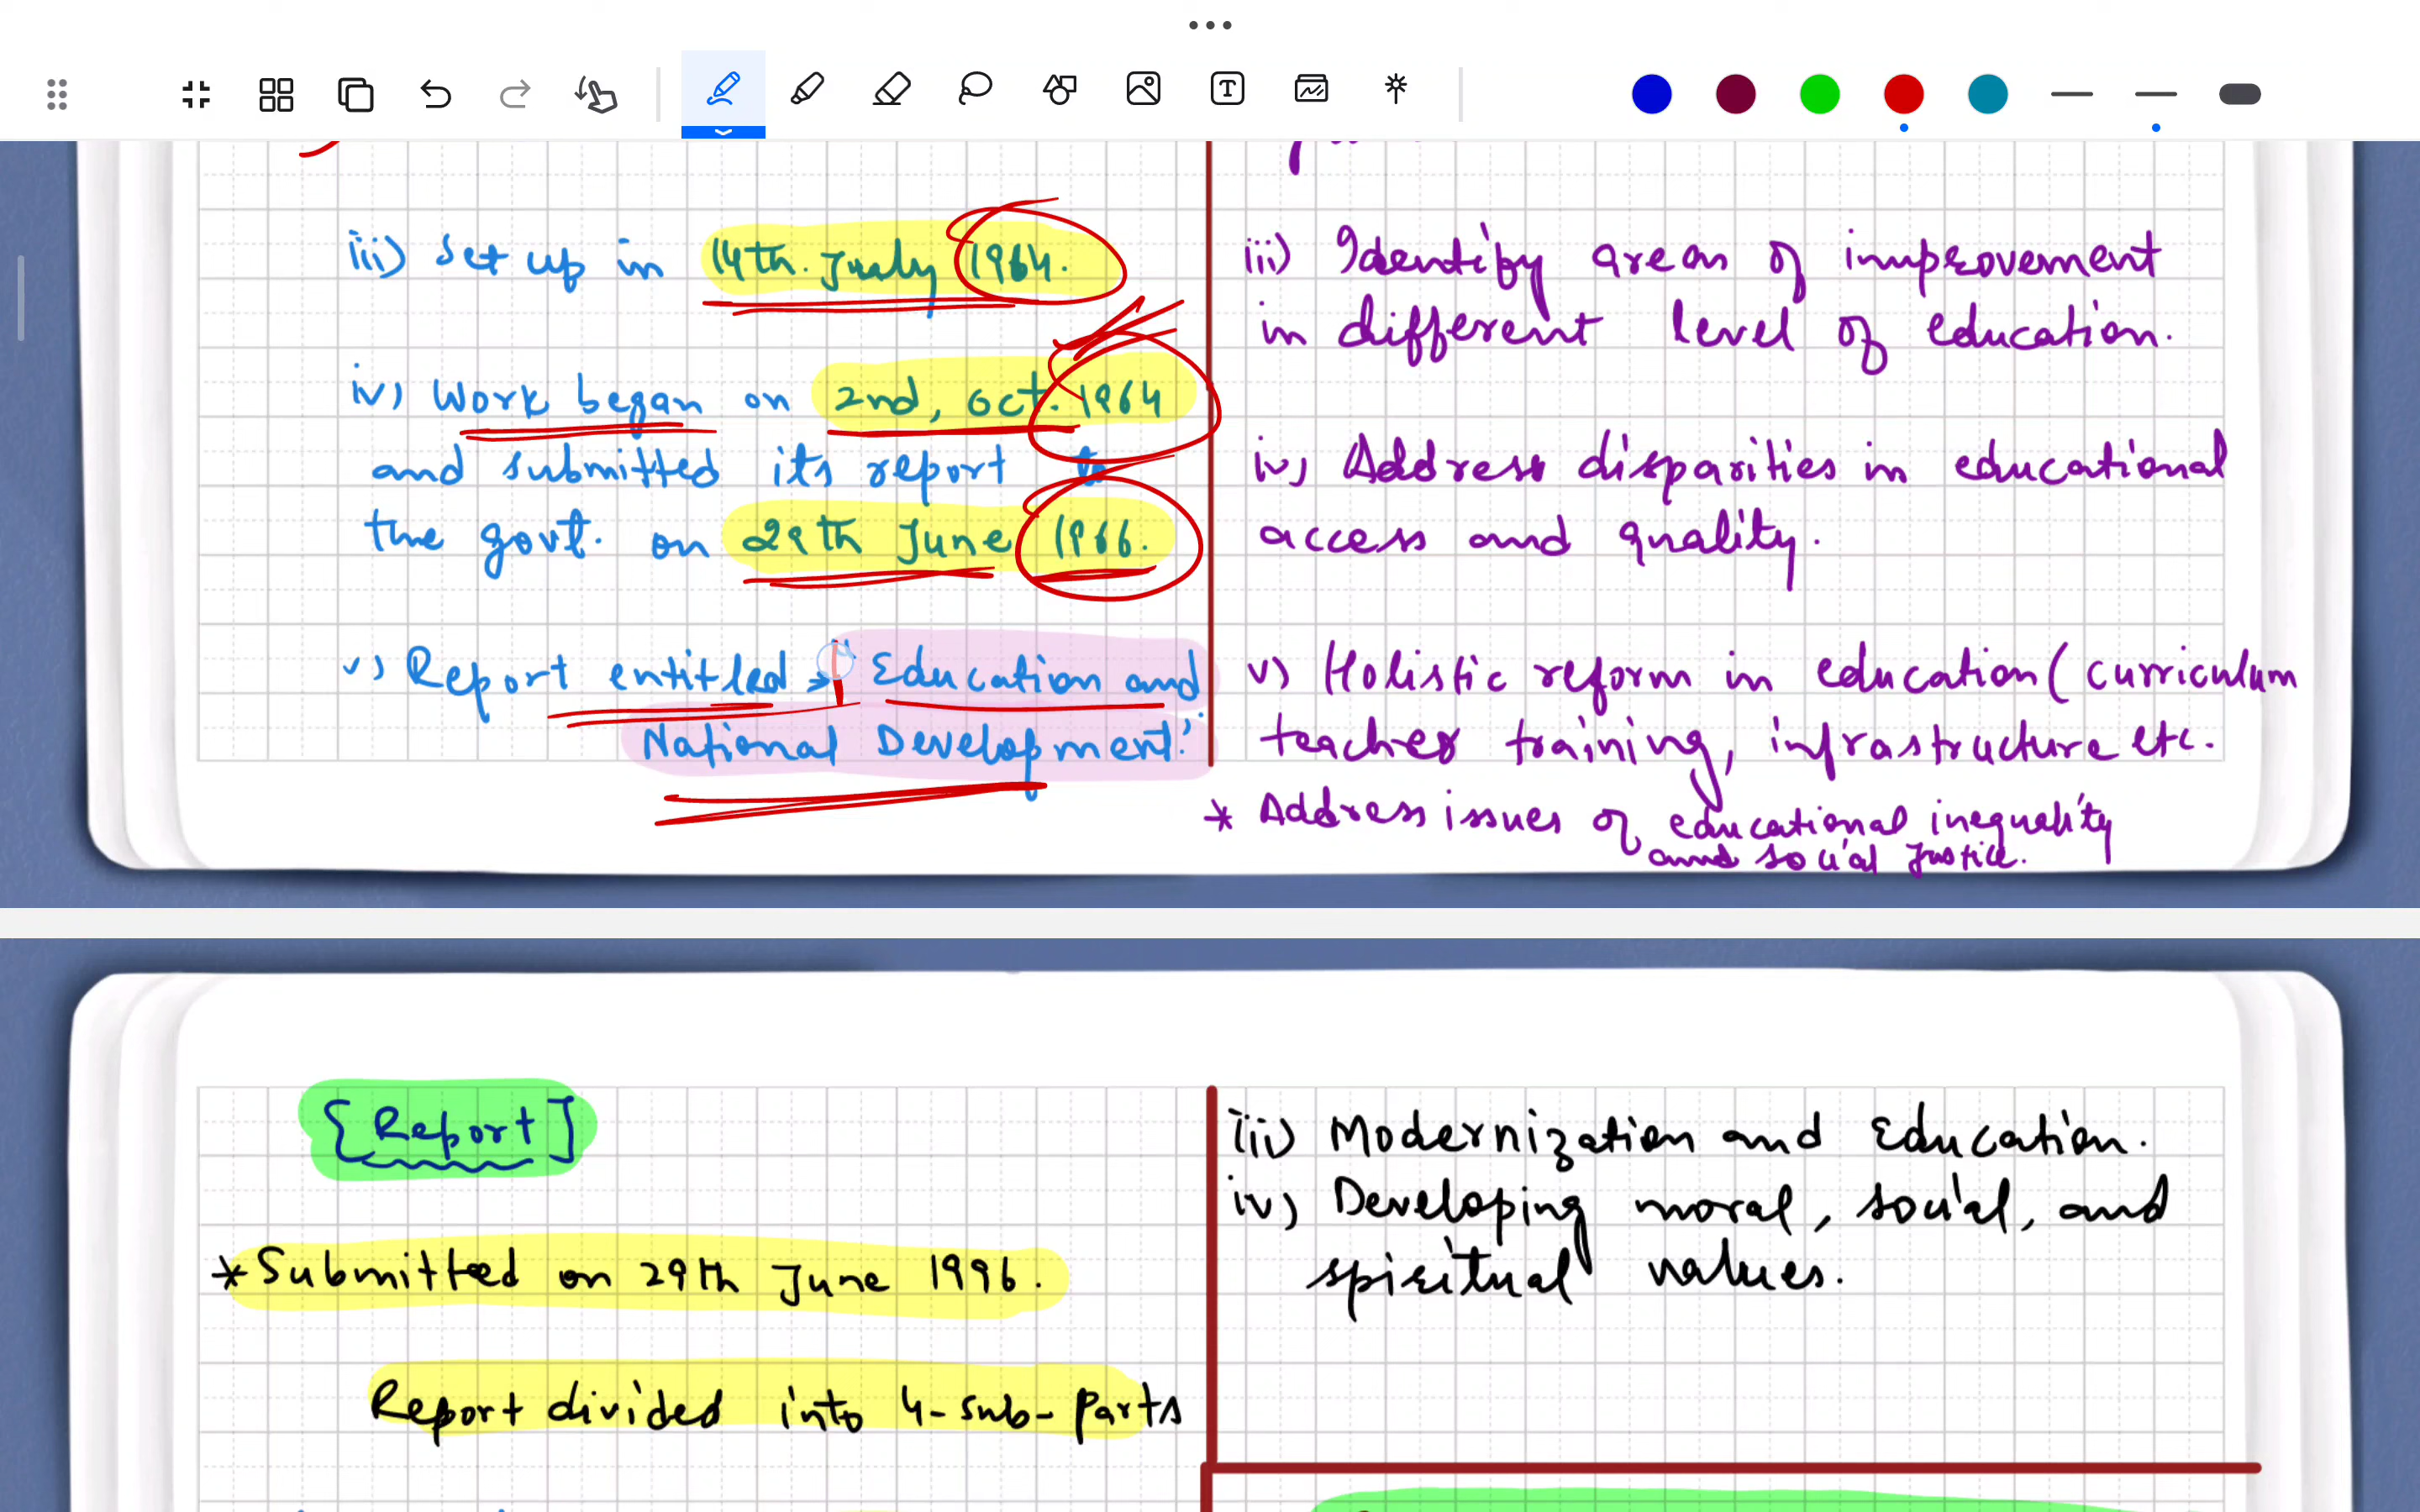 iii) Set up in 14th. July 1964.
iv) Work began on 2nd, Oct. 1964
and submitted its report to
the govt. on 29th June 1966.
v) Report entitled → "Education and
National Development".
iii) Identify areas of improvement
in different level of education.
iv) Address disparities in educational
access and quality.
v) Holistic reform in education (curriculum
teacher training, infrastructure etc.
* Address issues of educational inequality
and social justice.
{Report]
* Submitted on 29th June 1996.
Report divided into 4-sub-parts
iii) Modernization and Education.
iv) Developing moral, social, and
spiritual values.